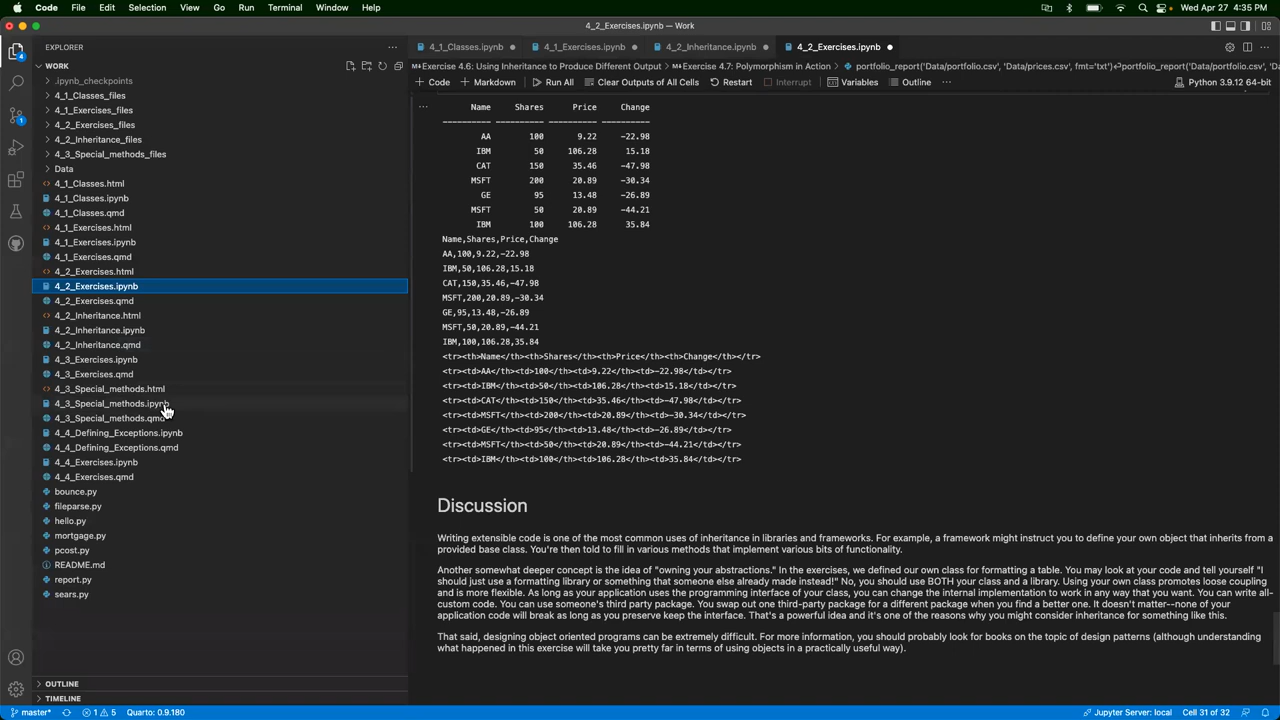 Code File Edit Selection View Go Run Terminal Window Help Wed Apr 27 4:35 PM
4_2_Exercises.ipynb — Work
EXPLORER
WORK
.ipynb_checkpoints
4_1_Classes_files
4_1_Exercises_files
4_2_Exercises_files
4_2_Inheritance_files
4_3_Special_methods_files
Data
4_1_Classes.html
4_1_Classes.ipynb
4_1_Classes.qmd
4_1_Exercises.html
4_1_Exercises.ipynb
4_1_Exercises.qmd
4_2_Exercises.html
4_2_Exercises.ipynb
4_2_Exercises.qmd
4_2_Inheritance.html
4_2_Inheritance.ipynb
4_2_Inheritance.qmd
4_3_Exercises.ipynb
4_3_Exercises.qmd
4_3_Special_methods.html
4_3_Special_methods.ipynb
4_3_Special_methods.qmd
4_4_Defining_Exceptions.ipynb
4_4_Defining_Exceptions.qmd
4_4_Exercises.ipynb
4_4_Exercises.qmd
bounce.py
fileparse.py
hello.py
mortgage.py
pcost.py
README.md
report.py
sears.py
OUTLINE
TIMELINE
4_1_Classes.ipynb 4_1_Exercises.ipynb 4_2_Inheritance.ipynb 4_2_Exercises.ipynb
Exercise 4.6: Using Inheritance to Produce Different Output > Exercise 4.7: Polymorphism in Action > portfolio_report('Data/portfolio.csv', 'Data/prices.csv', fmt='txt')↵portfolio_report('Data/
+ Code + Markdown Run All Clear Outputs of All Cells Restart Interrupt Variables Outline ... Python 3.9.12 64-bit
... Name Shares Price Change
---------- ---------- ---------- ----------
AA 100 9.22 -22.98
IBM 50 106.28 15.18
CAT 150 35.46 -47.98
MSFT 200 20.89 -30.34
GE 95 13.48 -26.89
MSFT 50 20.89 -44.21
IBM 100 106.28 35.84
Name,Shares,Price,Change
AA,100,9.22,-22.98
IBM,50,106.28,15.18
CAT,150,35.46,-47.98
MSFT,200,20.89,-30.34
GE,95,13.48,-26.89
MSFT,50,20.89,-44.21
IBM,100,106.28,35.84
<tr><th>Name</th><th>Shares</th><th>Price</th><th>Change</th></tr>
<tr><td>AA</td><td>100</td><td>9.22</td><td>-22.98</td></tr>
<tr><td>IBM</td><td>50</td><td>106.28</td><td>15.18</td></tr>
<tr><td>CAT</td><td>150</td><td>35.46</td><td>-47.98</td></tr>
<tr><td>MSFT</td><td>200</td><td>20.89</td><td>-30.34</td></tr>
<tr><td>GE</td><td>95</td><td>13.48</td><td>-26.89</td></tr>
<tr><td>MSFT</td><td>50</td><td>20.89</td><td>-44.21</td></tr>
<tr><td>IBM</td><td>100</td><td>106.28</td><td>35.84</td></tr>
Discussion
Writing extensible code is one of the most common uses of inheritance in libraries and frameworks. For example, a framework might instruct you to define your own object that inherits from a
provided base class. You're then told to fill in various methods that implement various bits of functionality.
Another somewhat deeper concept is the idea of "owning your abstractions." In the exercises, we defined our own class for formatting a table. You may look at your code and tell yourself "I
should just use a formatting library or something that someone else already made instead!" No, you should use BOTH your class and a library. Using your own class promotes loose coupling
and is more flexible. As long as your application uses the programming interface of your class, you can change the internal implementation to work in any way that you want. You can write all-
custom code. You can use someone's third party package. You swap out one third-party package for a different package when you find a better one. It doesn't matter--none of your
application code will break as long as you preserve keep the interface. That's a powerful idea and it's one of the reasons why you might consider inheritance for something like this.
That said, designing object oriented programs can be extremely difficult. For more information, you should probably look for books on the topic of design patterns (although understanding
what happened in this exercise will take you pretty far in terms of using objects in a practically useful way).
master* 1 5 Quarto: 0.9.180 Jupyter Server: local Cell 31 of 32